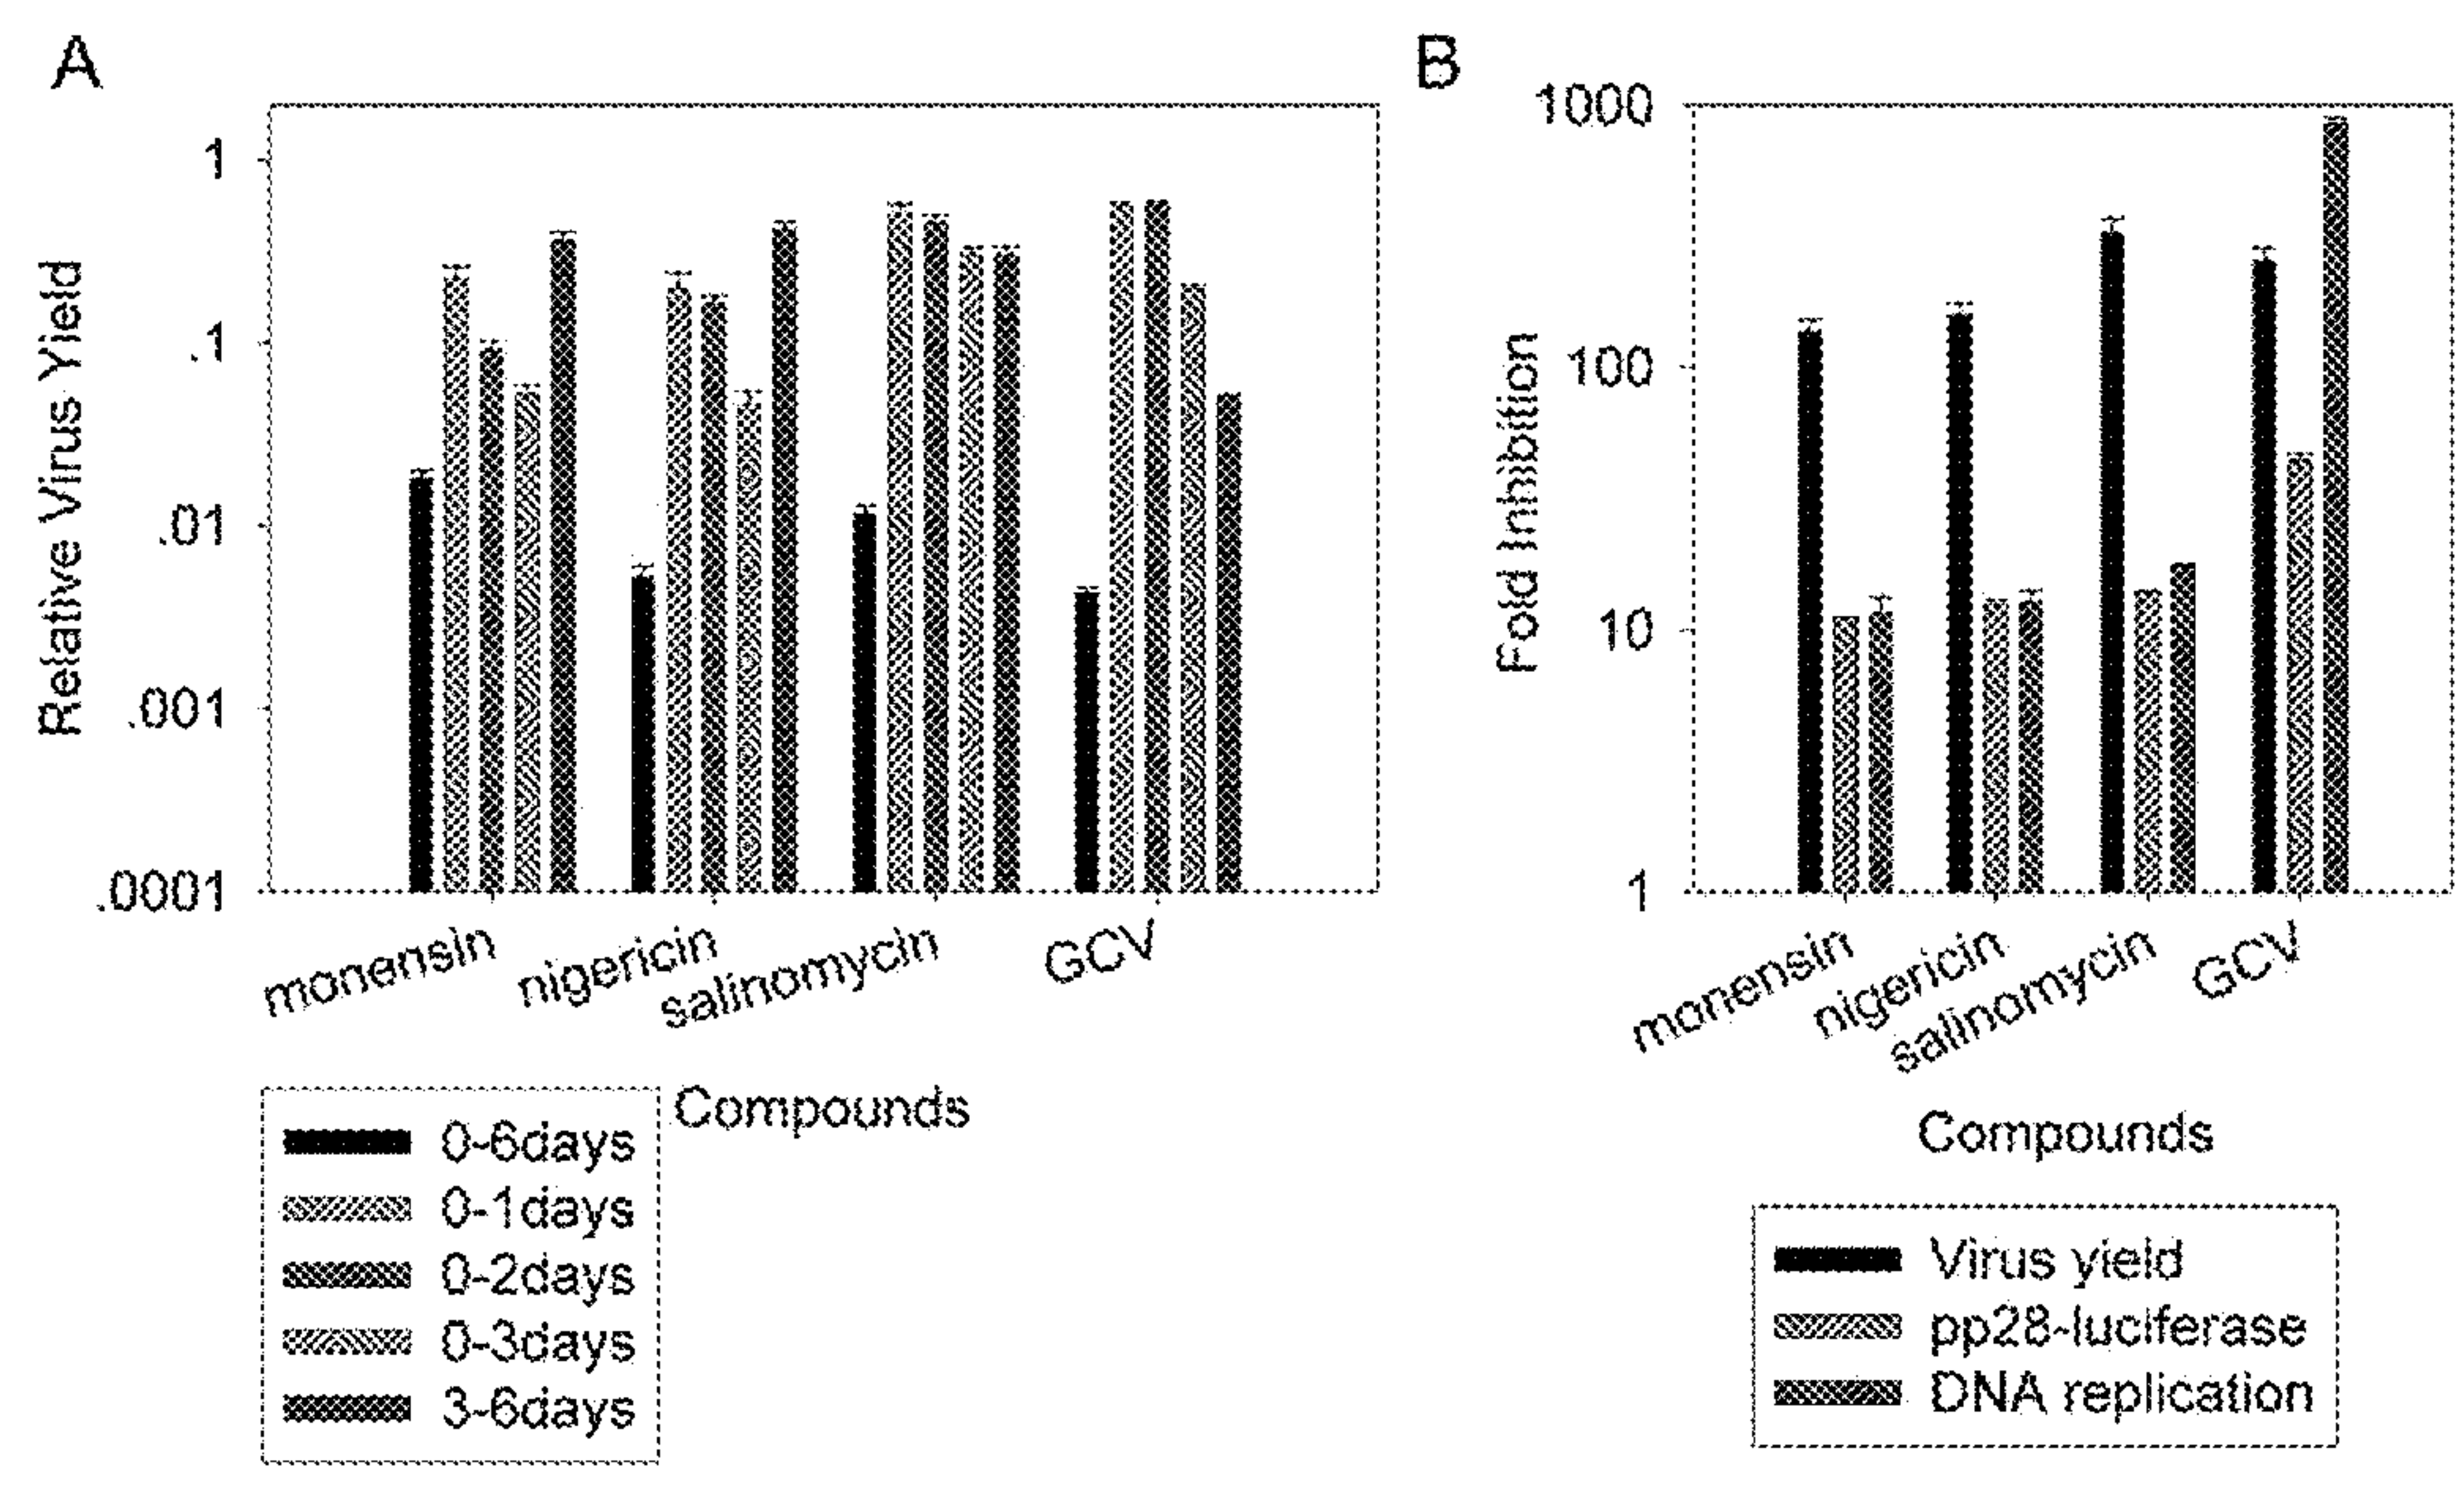 A
Relative Virus Yield
1
.1
.01
.001
.0001
monensin
nigericin
salinomycin
GCV
Compounds
0-6days
0-1days
0-2days
0-3days
3-6days
B
Fold Inhibition
1000
100
10
1
monensin
nigericin
salinomycin
GCV
Compounds
Virus yield
pp28-luciferase
DNA replication